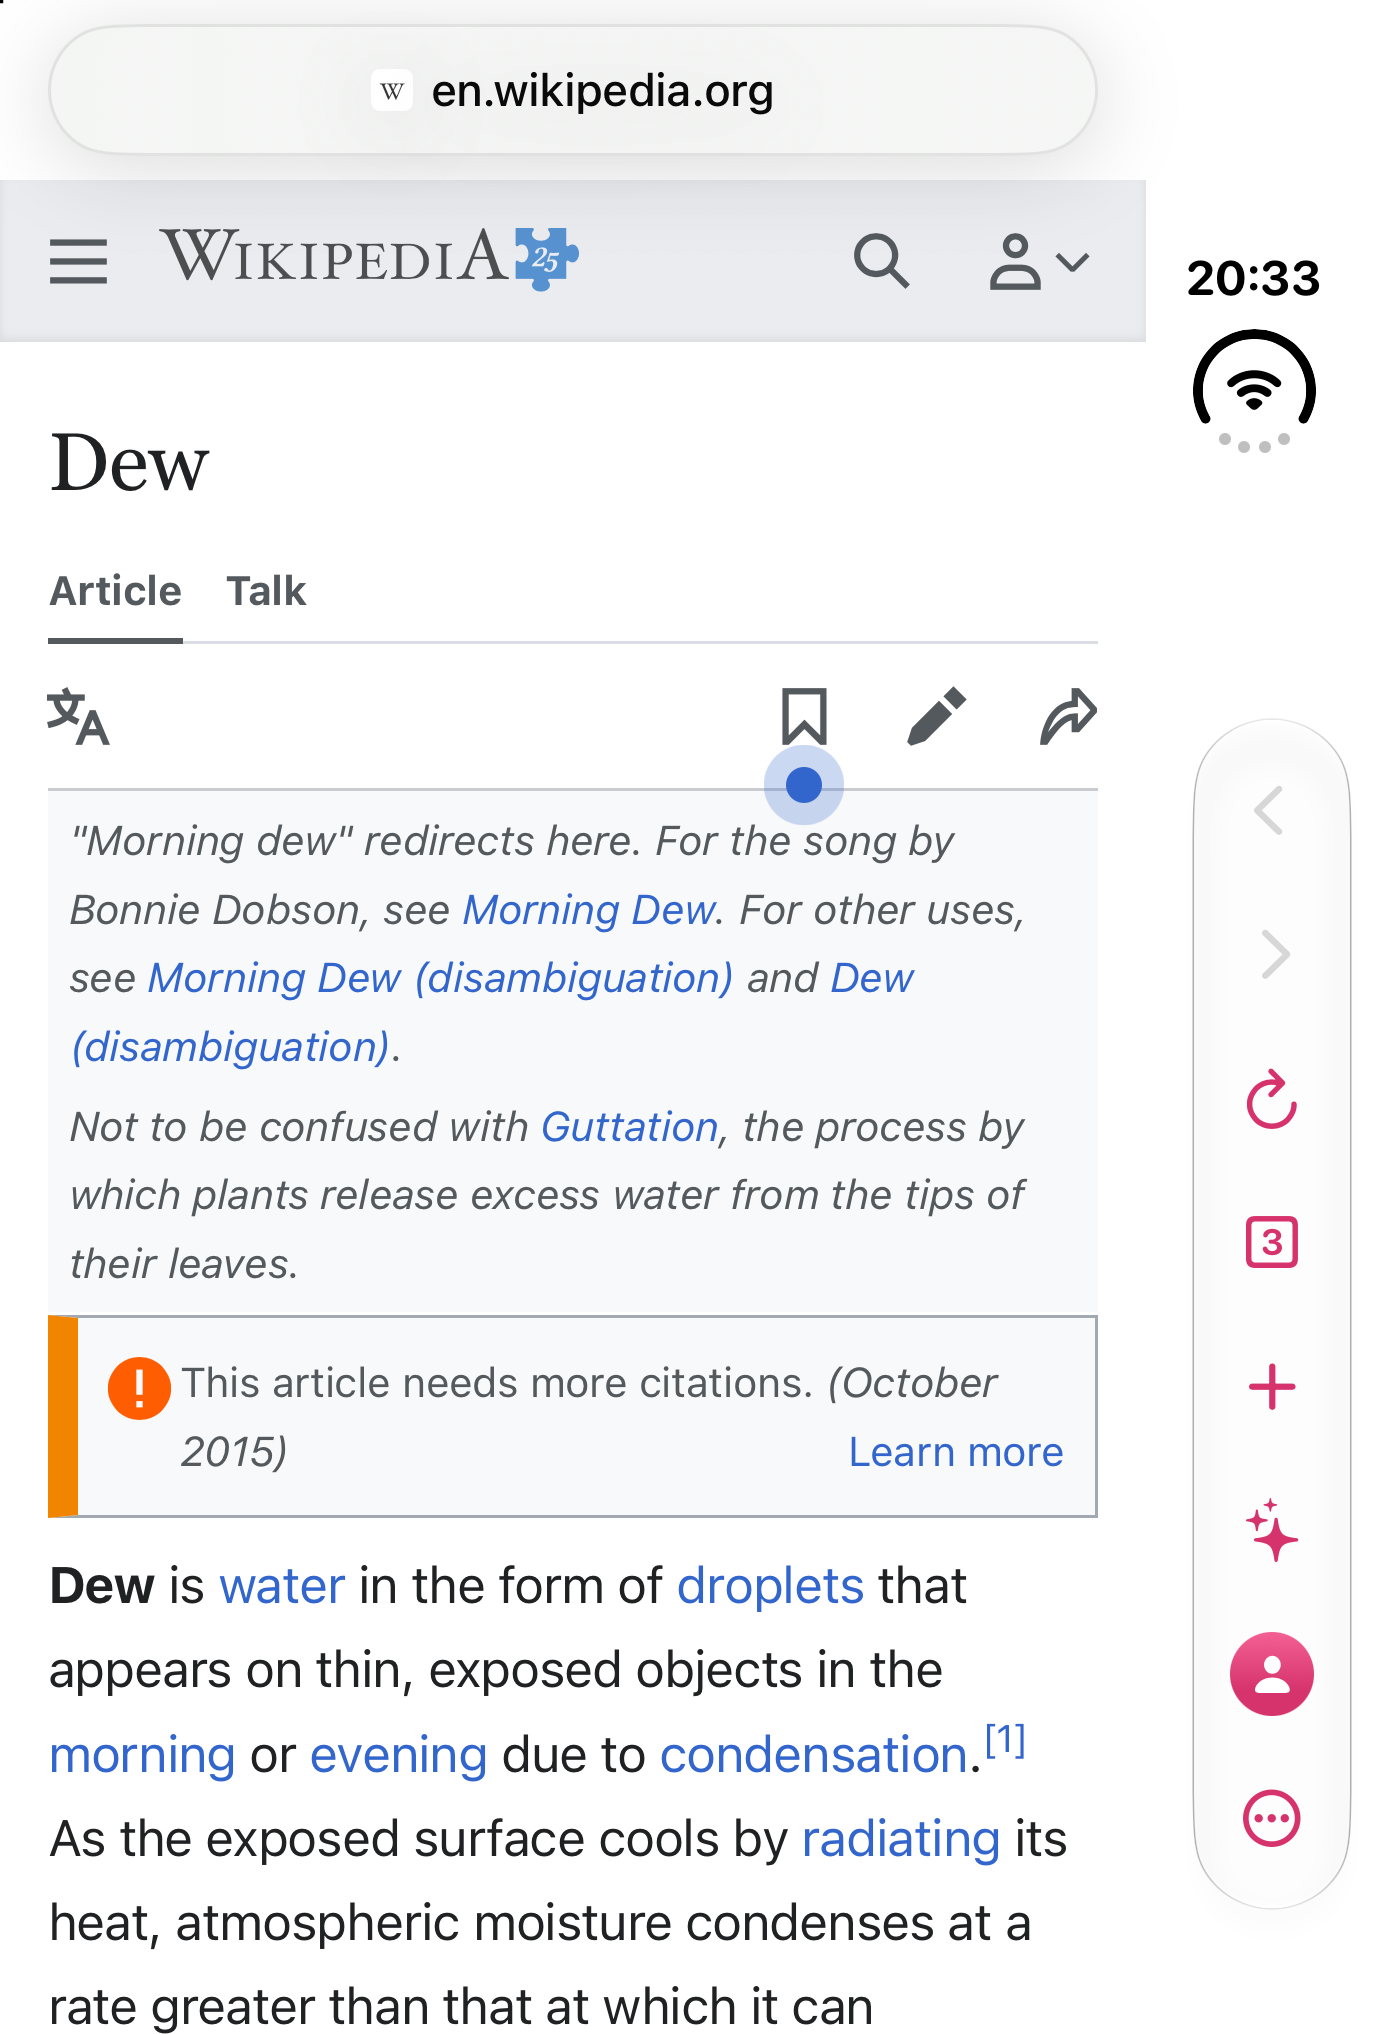 W en.wikipedia.org
WIKIPEDIA 25
20:33
Dew
Article Talk
文A
"Morning dew" redirects here. For the song by
Bonnie Dobson, see Morning Dew. For other uses,
see Morning Dew (disambiguation) and Dew
(disambiguation).
Not to be confused with Guttation, the process by
which plants release excess water from the tips of
their leaves.
! This article needs more citations. (October
2015) Learn more
3
Dew is water in the form of droplets that
appears on thin, exposed objects in the
morning or evening due to condensation.[1]
As the exposed surface cools by radiating its
heat, atmospheric moisture condenses at a
rate greater than that at which it can